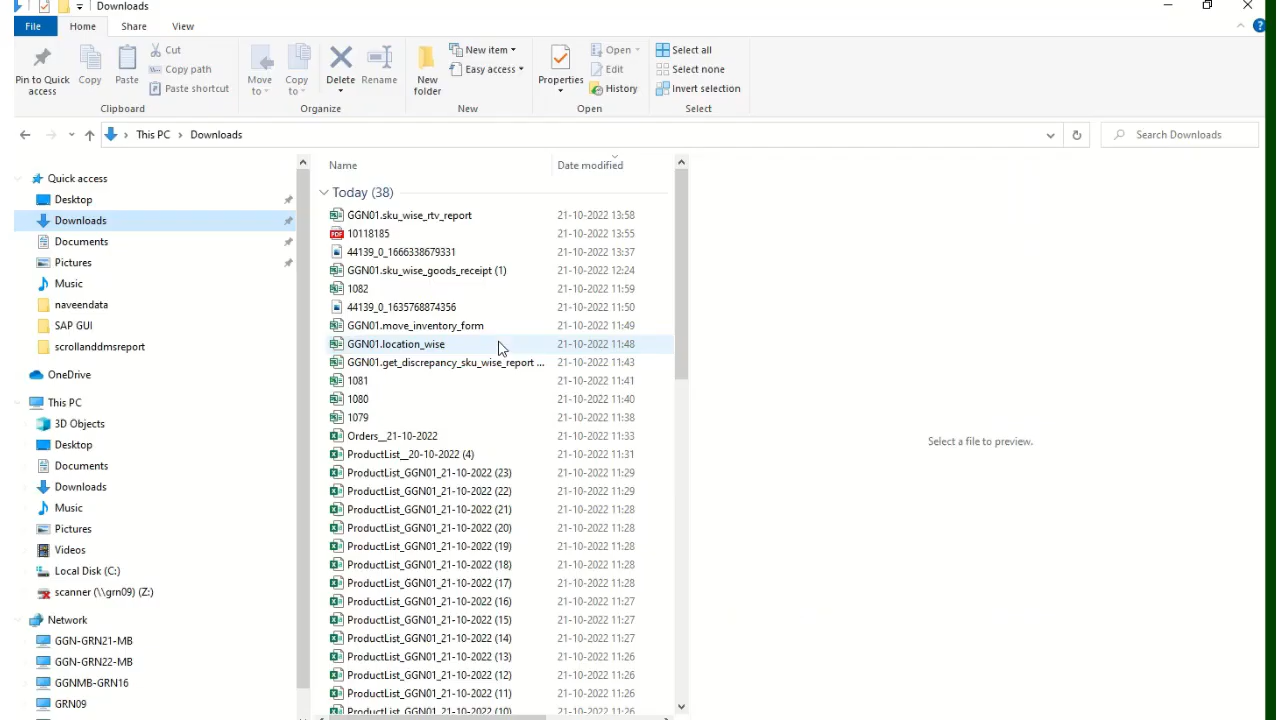 Downloads
File Home Share View
Pin to Quick access
Copy
Paste
Cut
Copy path
Paste shortcut
Clipboard
Move to
Copy to
Delete
Rename
Organize
New folder
New item
Easy access
New
Properties
Open
Edit
History
Open
Select all
Select none
Invert selection
Select
This PC › Downloads
Search Downloads
Quick access
Desktop
Downloads
Documents
Pictures
Music
naveendata
SAP GUI
scrollanddmsreport
OneDrive
This PC
3D Objects
Desktop
Documents
Downloads
Music
Pictures
Videos
Local Disk (C:)
scanner (\\grn09) (Z:)
Network
GGN-GRN21-MB
GGN-GRN22-MB
GGNMB-GRN16
GRN09
Name Date modified
Today (38)
GGN01.sku_wise_rtv_report 21-10-2022 13:58
10118185 21-10-2022 13:55
44139_0_1666338679331 21-10-2022 13:37
GGN01.sku_wise_goods_receipt (1) 21-10-2022 12:24
1082 21-10-2022 11:59
44139_0_1635768874356 21-10-2022 11:50
GGN01.move_inventory_form 21-10-2022 11:49
GGN01.location_wise 21-10-2022 11:48
GGN01.get_discrepancy_sku_wise_report ... 21-10-2022 11:43
1081 21-10-2022 11:41
1080 21-10-2022 11:40
1079 21-10-2022 11:38
Orders__21-10-2022 21-10-2022 11:33
ProductList__20-10-2022 (4) 21-10-2022 11:31
ProductList_GGN01_21-10-2022 (23) 21-10-2022 11:29
ProductList_GGN01_21-10-2022 (22) 21-10-2022 11:29
ProductList_GGN01_21-10-2022 (21) 21-10-2022 11:28
ProductList_GGN01_21-10-2022 (20) 21-10-2022 11:28
ProductList_GGN01_21-10-2022 (19) 21-10-2022 11:28
ProductList_GGN01_21-10-2022 (18) 21-10-2022 11:28
ProductList_GGN01_21-10-2022 (17) 21-10-2022 11:28
ProductList_GGN01_21-10-2022 (16) 21-10-2022 11:27
ProductList_GGN01_21-10-2022 (15) 21-10-2022 11:27
ProductList_GGN01_21-10-2022 (14) 21-10-2022 11:27
ProductList_GGN01_21-10-2022 (13) 21-10-2022 11:26
ProductList_GGN01_21-10-2022 (12) 21-10-2022 11:26
ProductList_GGN01_21-10-2022 (11) 21-10-2022 11:26
ProductList_GGN01_21-10-2022 (10) 21-10-2022 11:26
Select a file to preview.